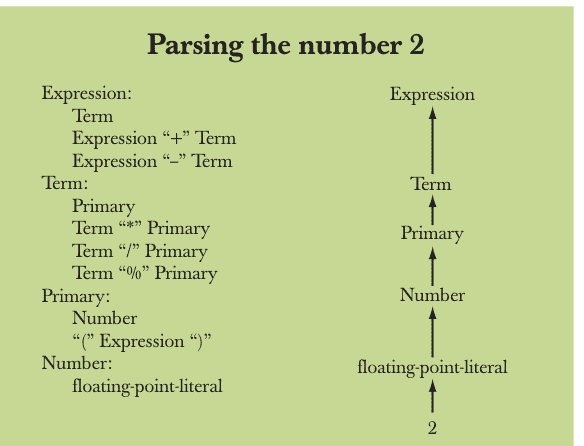 Parsing the number 2
Expression:
Term
Expression “+” Term
Expression “–” Term
Term:
Primary
Term “*” Primary
Term “/” Primary
Term “%” Primary
Primary:
Number
“(” Expression “)”
Number:
floating-point-literal
Expression
Term
Primary
Number
floating-point-literal
2